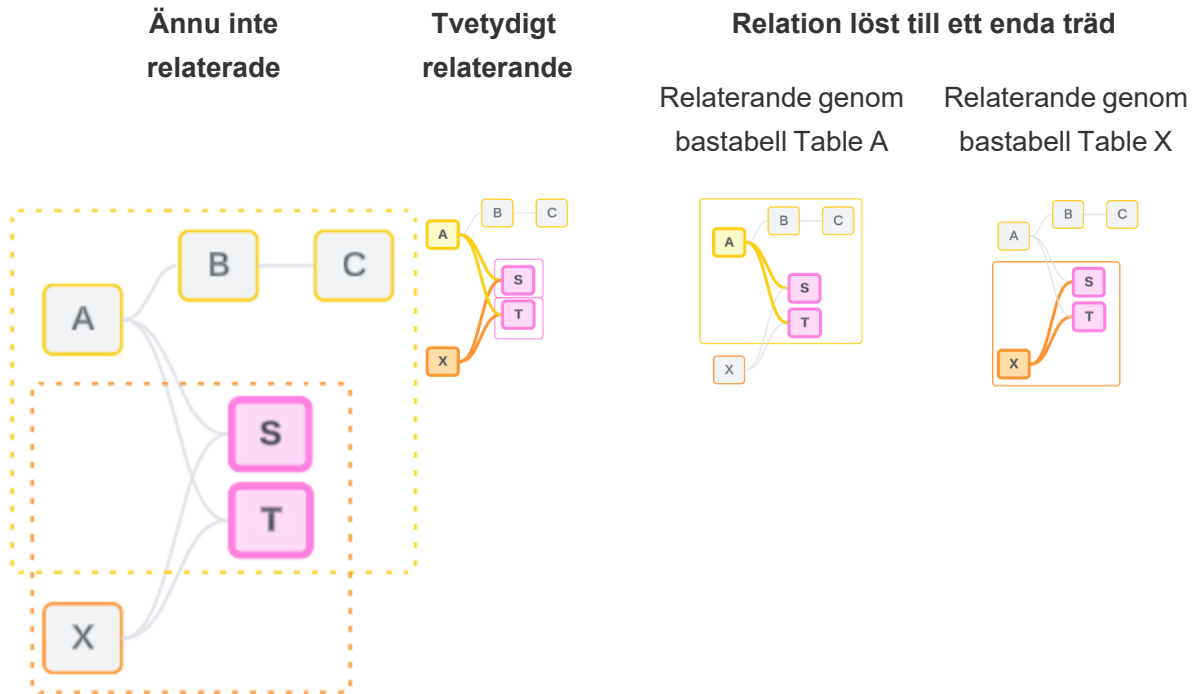 Ännu inte
relaterade
Tvetydigt
relaterande
Relation löst till ett enda träd
Relaterande genom
bastabell Table A
Relaterande genom
bastabell Table X
B C
A
S
T
X
B C
A
S
T
X
B C
A
S
T
X
B C
A
S
T
X